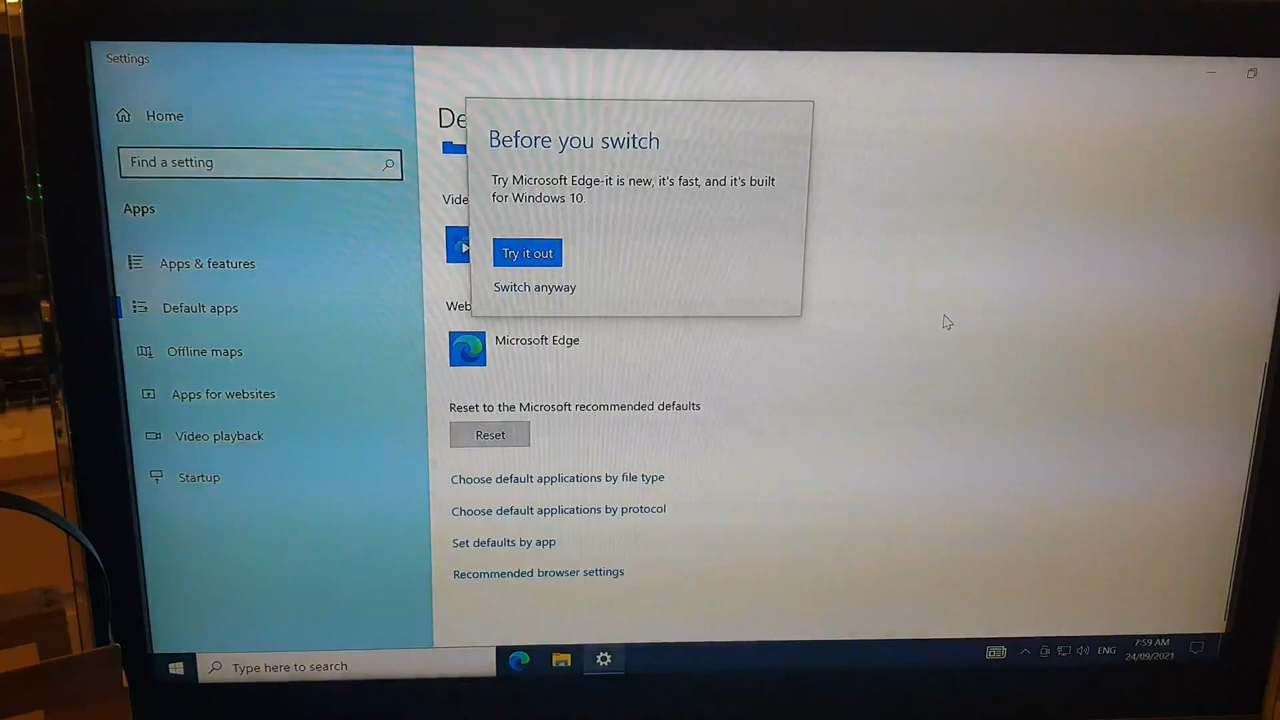 Settings
Home
Find a setting
Apps
Apps & features
Default apps
Offline maps
Apps for websites
Video playback
Startup
De
Vide
Web
Before you switch
Try Microsoft Edge-it is new, it's fast, and it's built
for Windows 10.
Try it out
Switch anyway
Microsoft Edge
Reset to the Microsoft recommended defaults
Reset
Choose default applications by file type
Choose default applications by protocol
Set defaults by app
Recommended browser settings
Type here to search
ENG
7:59 AM
24/09/2021